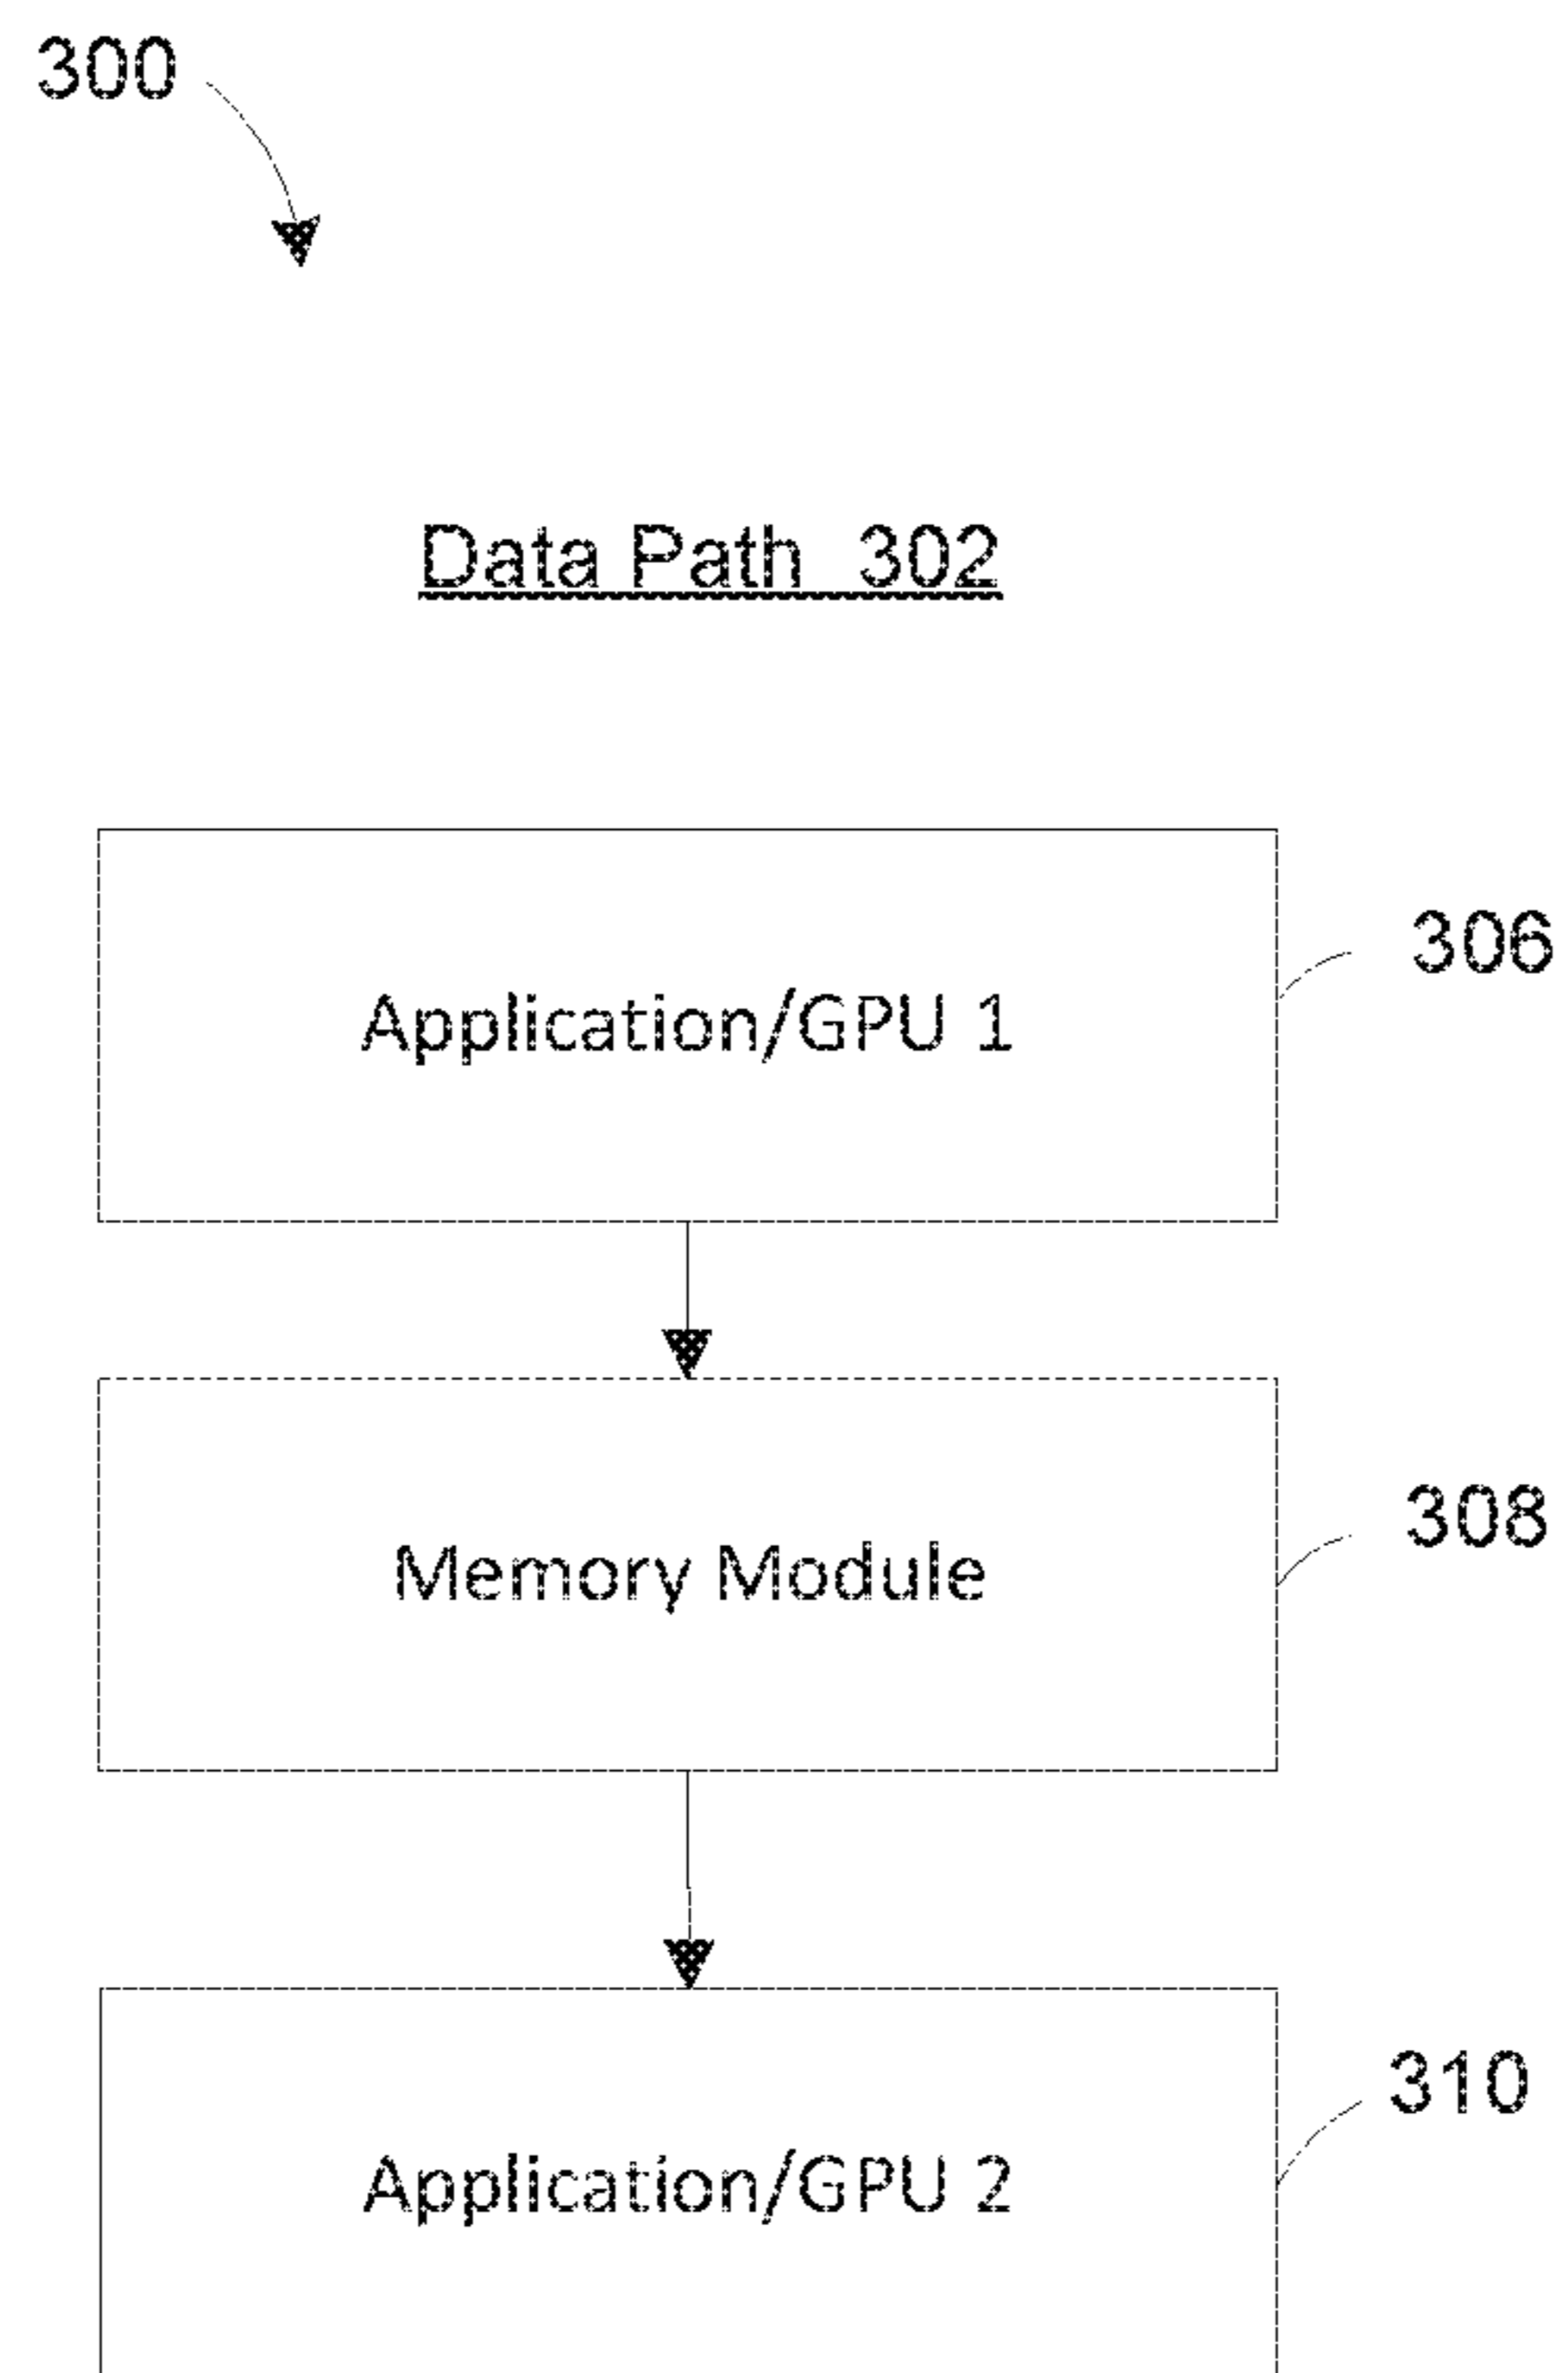 300
Data Path 302
306
Application/GPU 1
308
Memory Module
310
Application/GPU 2